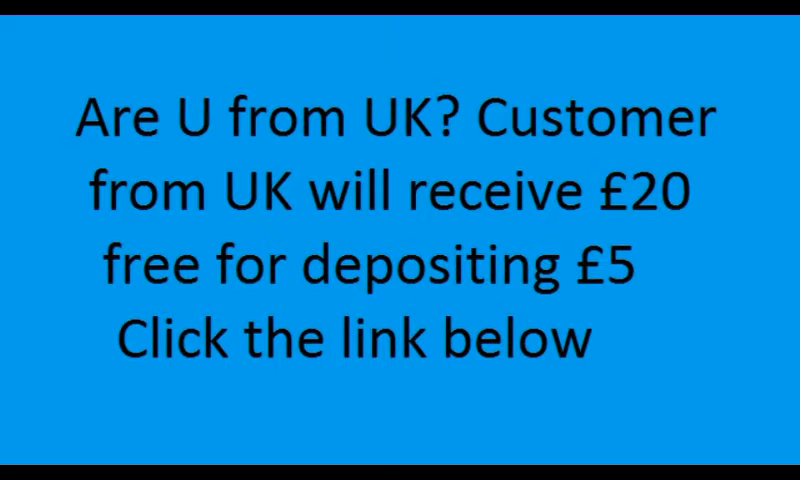 Are U from UK? Customer
from UK will receive £20
free for depositing £5
Click the link below